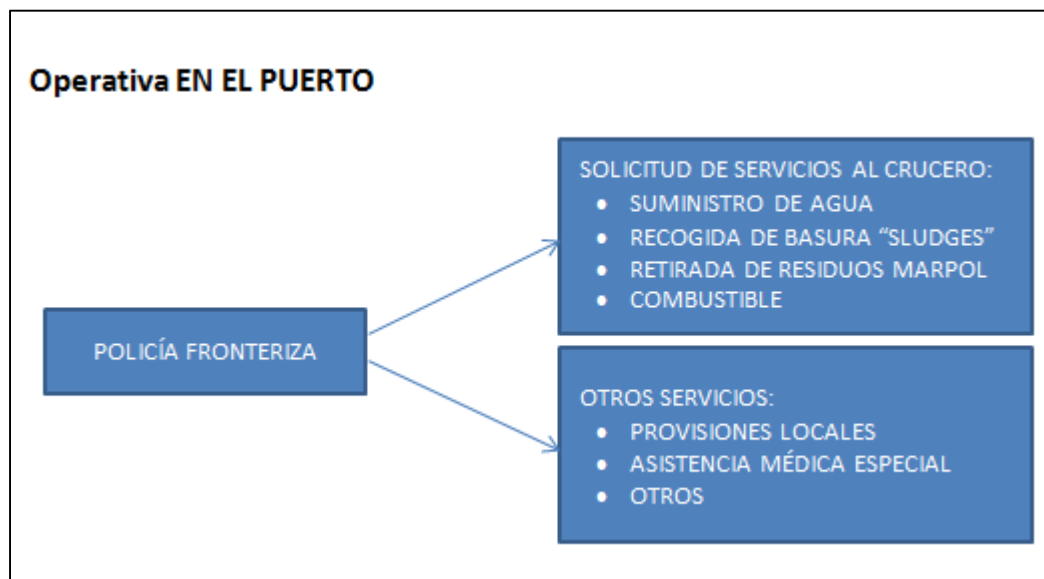 Operativa EN EL PUERTO
POLICÍA FRONTERIZA
SOLICITUD DE SERVICIOS AL CRUCERO:
• SUMINISTRO DE AGUA
• RECOGIDA DE BASURA “SLUDGES”
• RETIRADA DE RESIDUOS MARPOL
• COMBUSTIBLE
OTROS SERVICIOS:
• PROVISIONES LOCALES
• ASISTENCIA MÉDICA ESPECIAL
• OTROS